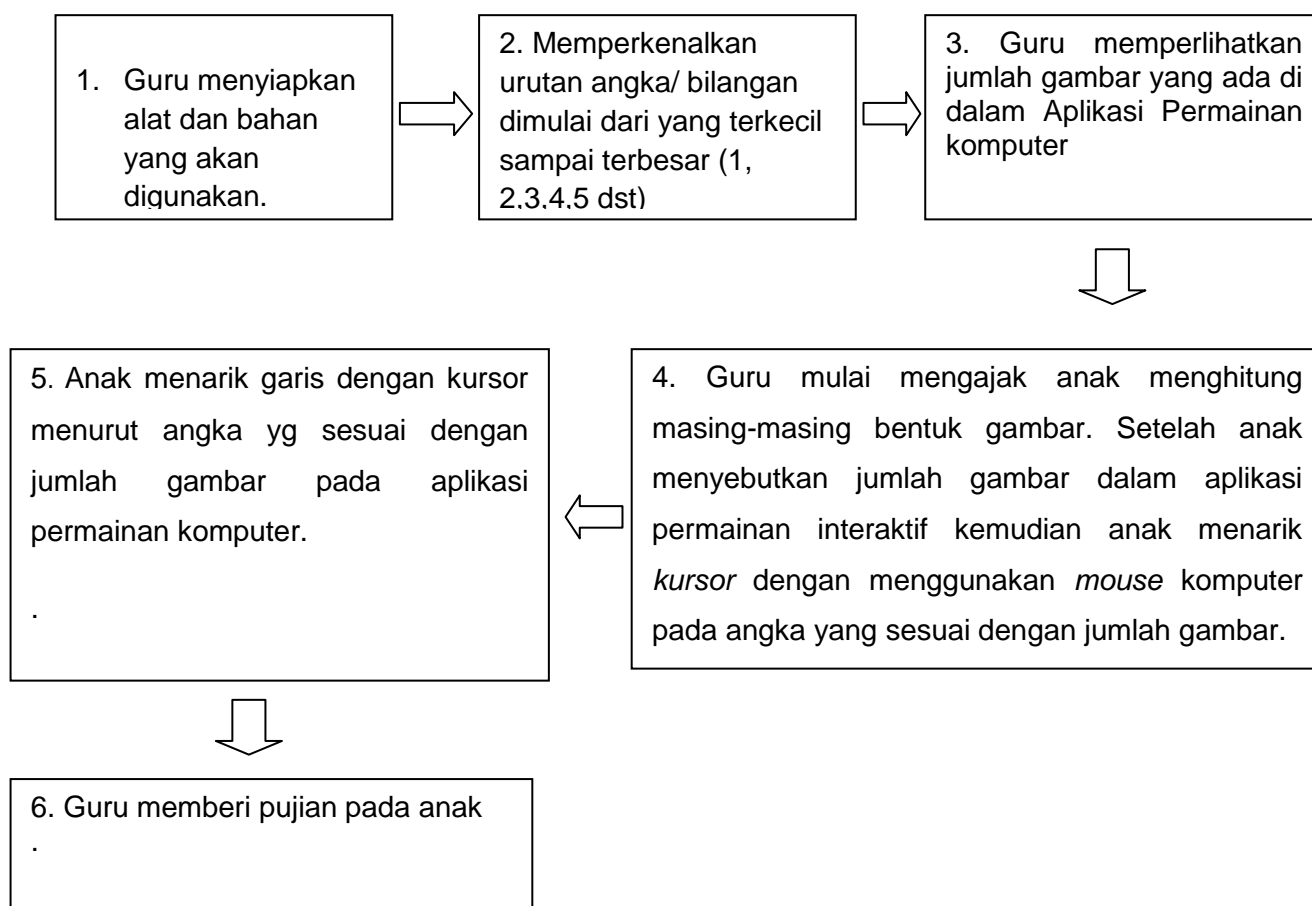 1. Guru menyiapkan
alat dan bahan
yang akan
digunakan.
2. Memperkenalkan
urutan angka/ bilangan
dimulai dari yang terkecil
sampai terbesar (1,
2,3,4,5 dst)
3. Guru memperlihatkan
jumlah gambar yang ada di
dalam Aplikasi Permainan
komputer
4. Guru mulai mengajak anak menghitung
masing-masing bentuk gambar. Setelah anak
menyebutkan jumlah gambar dalam aplikasi
permainan interaktif kemudian anak menarik
kursor dengan menggunakan mouse komputer
pada angka yang sesuai dengan jumlah gambar.
5. Anak menarik garis dengan kursor
menurut angka yg sesuai dengan
jumlah gambar pada aplikasi
permainan komputer.
.
6. Guru memberi pujian pada anak
.